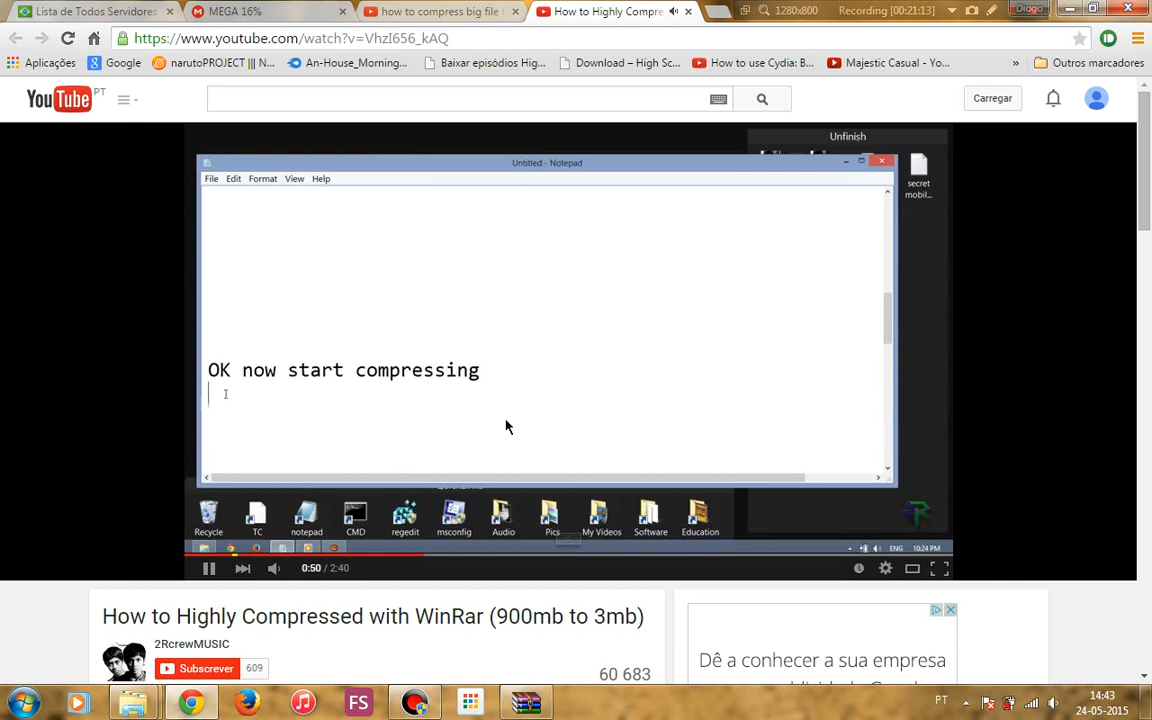 Lista de Todos Servidores
MEGA 16%
how to compress big file
How to Highly Compre
1280x800
Recording [00:21:13]
Diogo
https://www.youtube.com/watch?v=VhzI656_kAQ
Aplicações
Google
narutoPROJECT ||| N...
An-House_Morning...
Baixar episódios Hig...
Download – High Sc...
How to use Cydia: B...
Majestic Casual - Yo...
»
Outros marcadores
YouTube PT
Carregar
Unfinish
Untitled - Notepad
secret
mobil...
File Edit Format View Help
OK now start compressing
Recycle
TC
notepad
CMD
regedit
msconfig
Audio
Pics
My Videos
Software
Education
ENG 10:24 PM
0:50 / 2:40
How to Highly Compressed with WinRar (900mb to 3mb)
2RcrewMUSIC
Subscrever 609
60 683
Dê a conhecer a sua empresa
FS
PT
14:43
24-05-2015